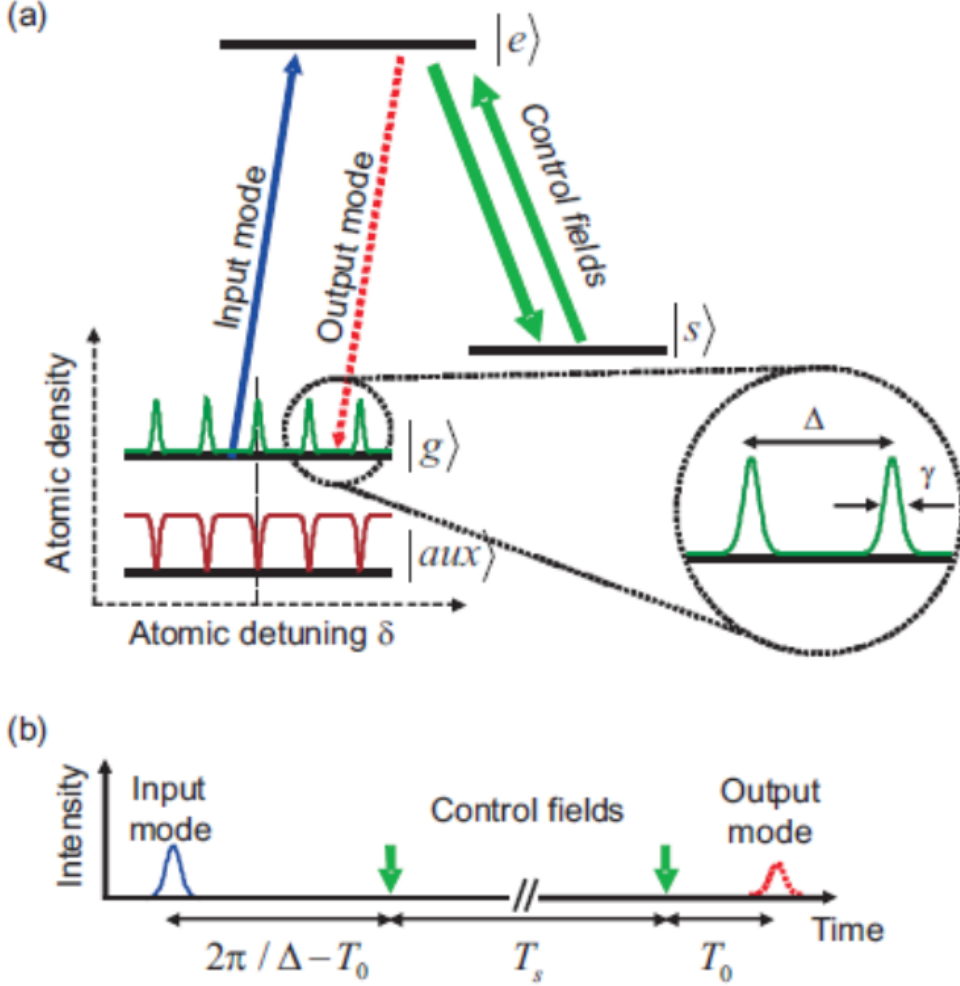 (a)
|e⟩
Input mode
Output mode
Control fields
|s⟩
Atomic density
|g⟩
Δ
γ
|aux⟩
Atomic detuning δ
(b)
Intensity
Input
mode
Control fields
Output
mode
//
Time
2π / Δ – T₀
Tₛ
T₀